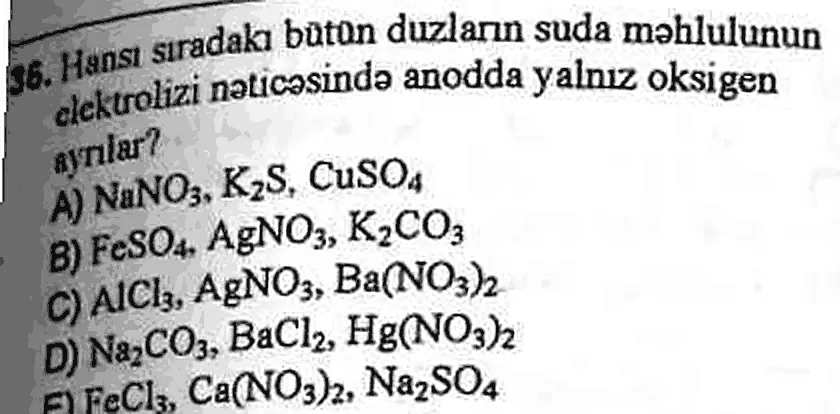 36. Hansı sıradakı bütün duzların suda məhlulunun
elektrolizi nəticəsində anodda yalnız oksigen
ayrılar?
A) NaNO₃, K₂S, CuSO₄
B) FeSO₄, AgNO₃, K₂CO₃
C) AlCl₃, AgNO₃, Ba(NO₃)₂
D) Na₂CO₃, BaCl₂, Hg(NO₃)₂
E) FeCl₃, Ca(NO₃)₂, Na₂SO₄